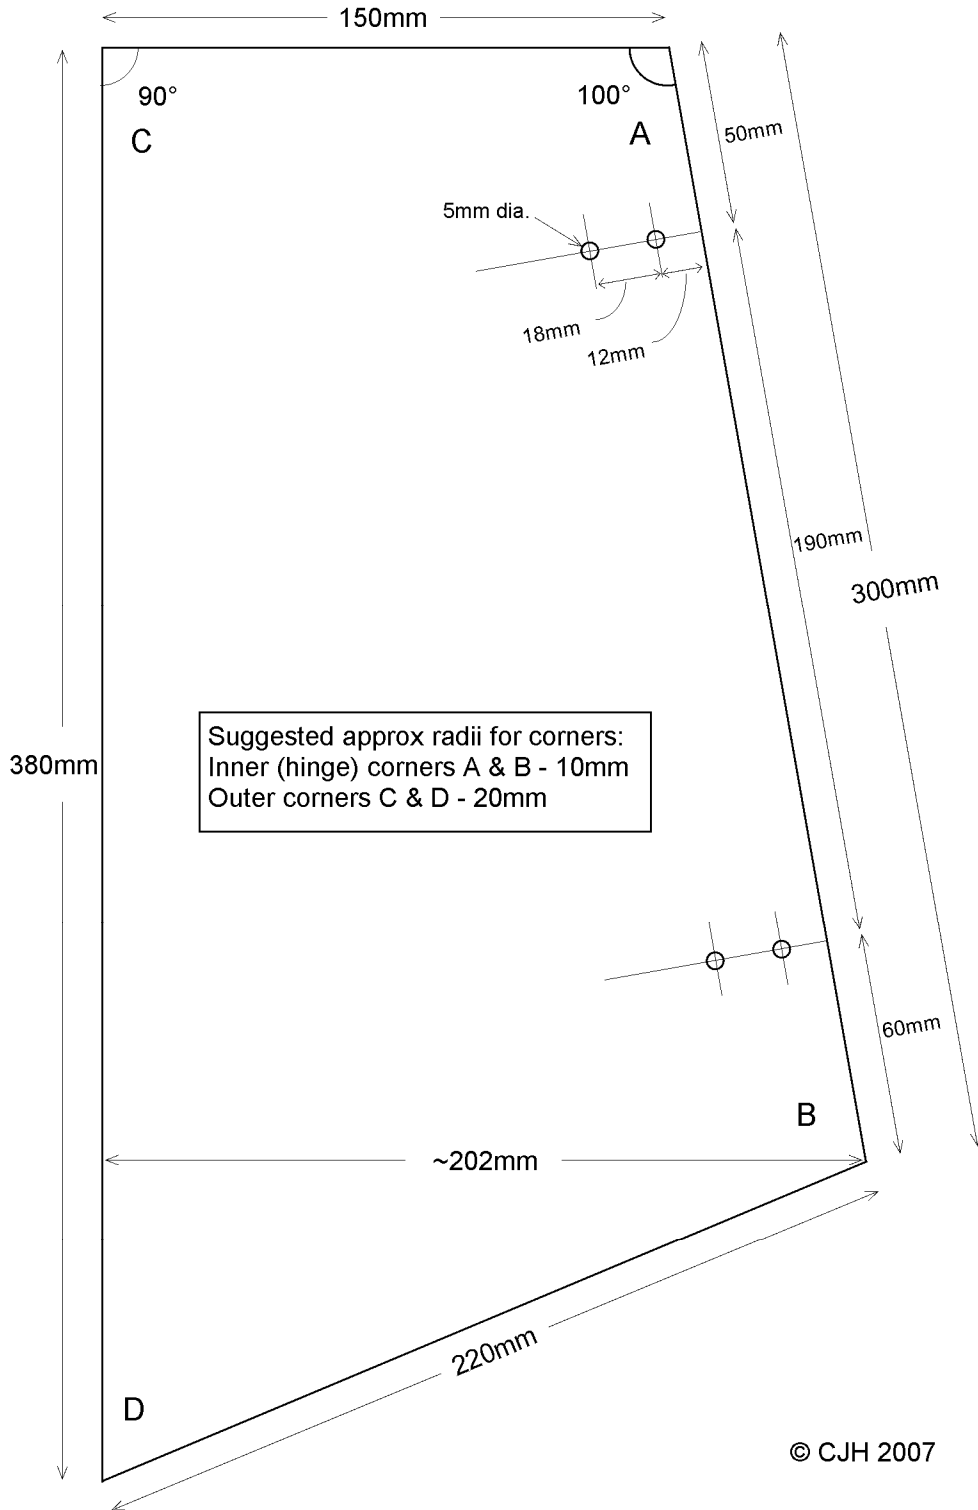 150mm
90°
100°
C
A
50mm
5mm dia.
18mm
12mm
190mm
300mm
Suggested approx radii for corners:
Inner (hinge) corners A & B - 10mm
Outer corners C & D - 20mm
380mm
60mm
B
~202mm
220mm
D
© CJH 2007